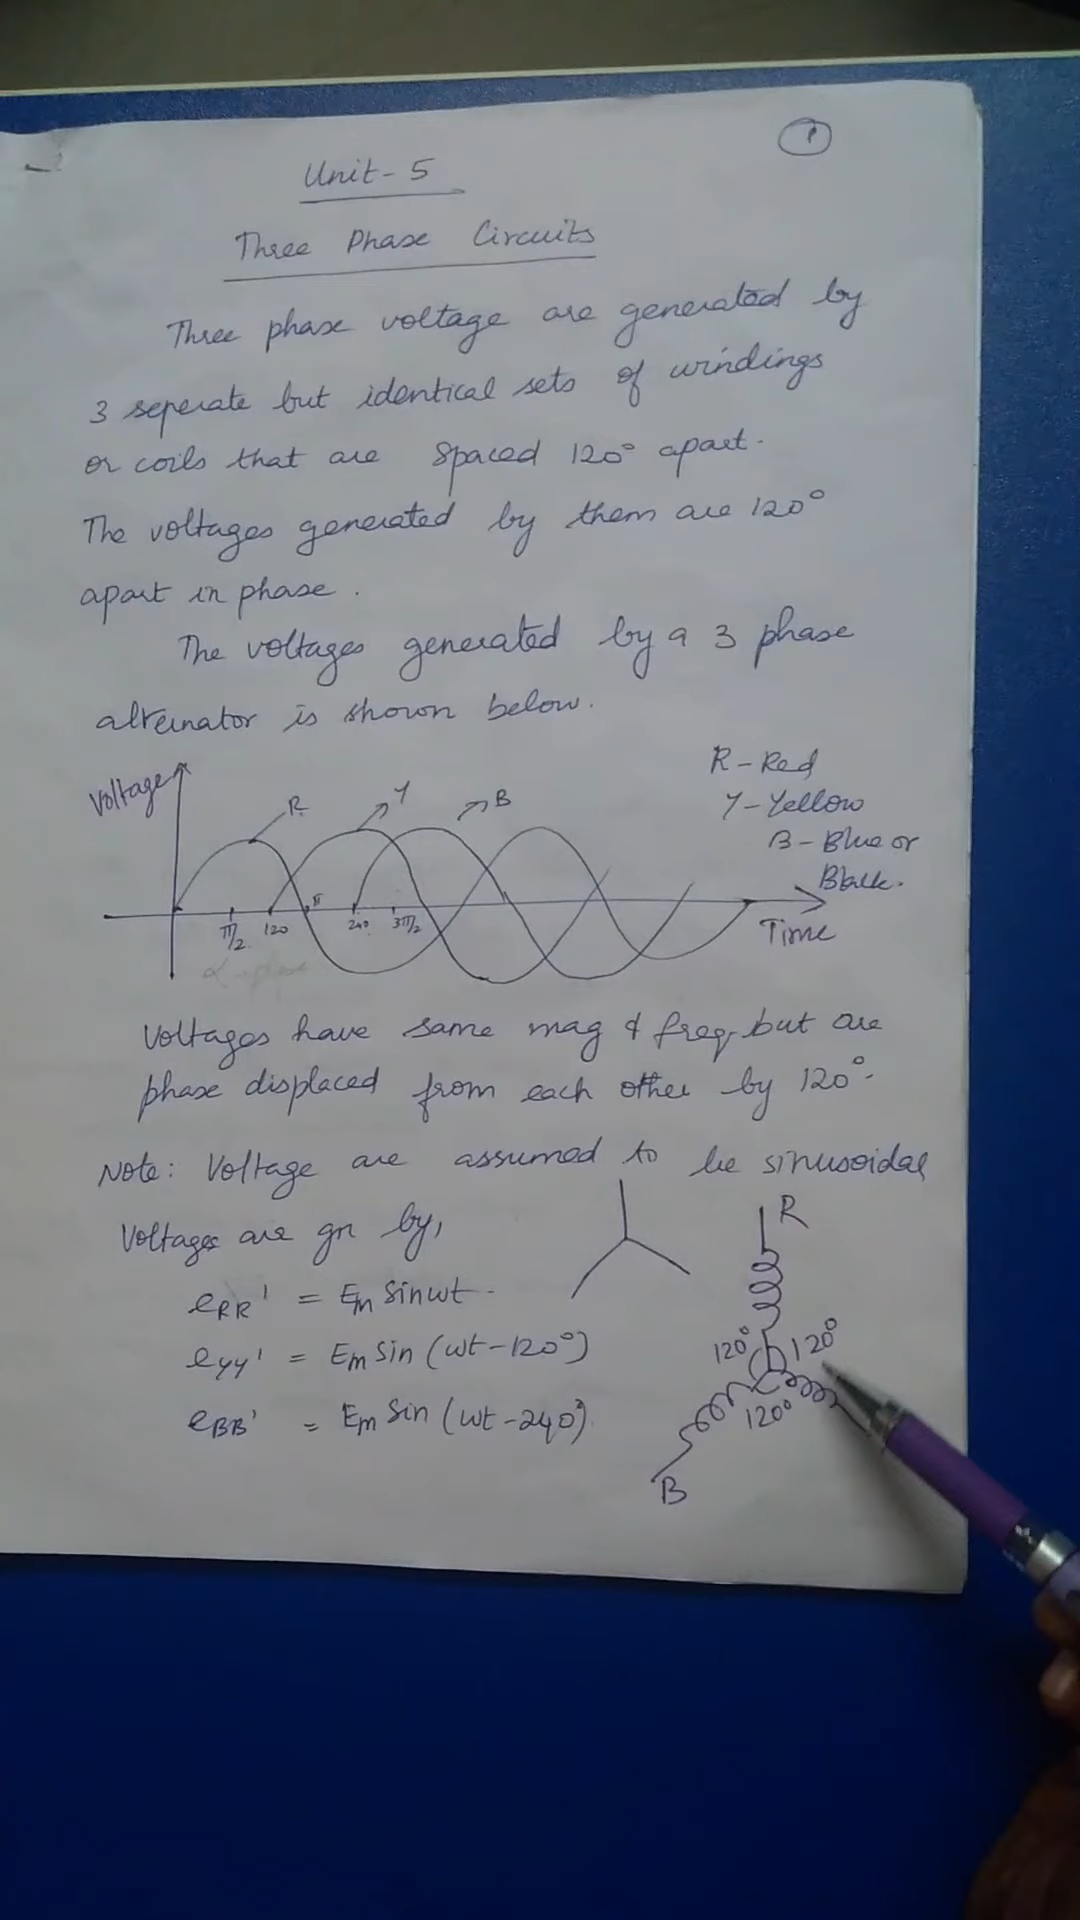 1
Unit-5
Three Phase Circuits
Three phase voltage are generated by
3 seperate but identical sets of windings
or coils that are spaced 120° apart.
The voltages generated by them are 120°
apart in phase.
The voltages generated by a 3 phase
alternator is shown below.
Voltage
R
Y
B
R-Red
Y-Yellow
B-Blue or
Black.
π/2 120 π 240 3π/2
Time
Voltages have same mag & freq, but are
phase displaced from each other by 120°.
Note: Voltage are assumed to be sinusoidal
Voltages are gn by,
eRR' = Em sinwt.
eYY' = Em sin (wt-120°)
eBB' = Em sin (wt-240°)
R
120° 120°
120°
B